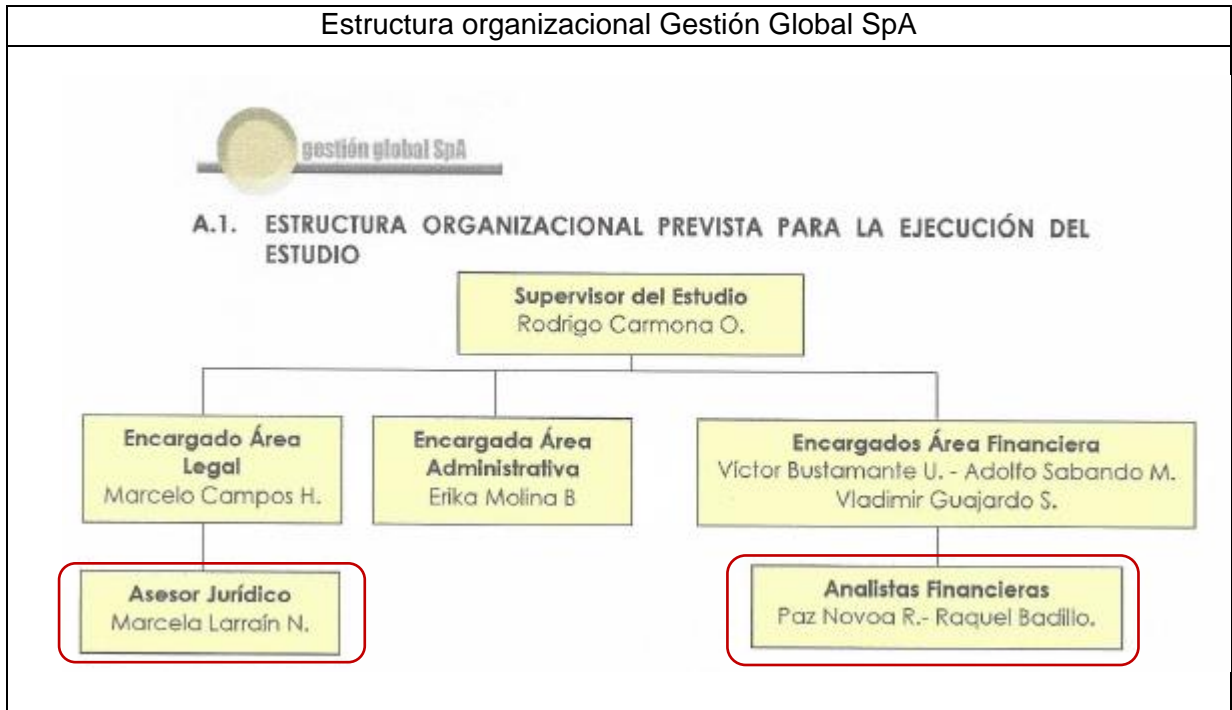 Estructura organizacional Gestión Global SpA
gestión global SpA
A.1. ESTRUCTURA ORGANIZACIONAL PREVISTA PARA LA EJECUCIÓN DEL
ESTUDIO
Supervisor del Estudio
Rodrigo Carmona O.
Encargado Área
Legal
Marcelo Campos H.
Encargada Área
Administrativa
Erika Molina B
Encargados Área Financiera
Víctor Bustamante U. - Adolfo Sabando M.
Vladimir Guajardo S.
Asesor Jurídico
Marcela Larraín N.
Analistas Financieras
Paz Novoa R.- Raquel Badillo.